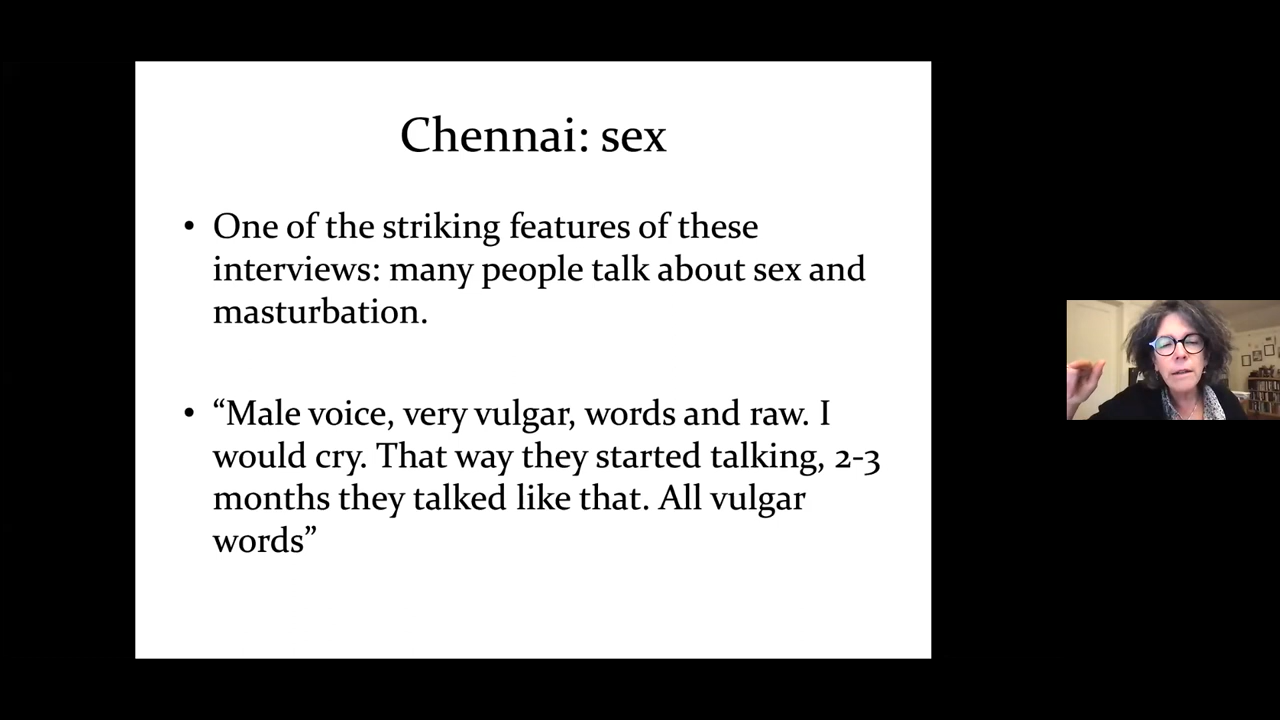 Chennai: sex
• One of the striking features of these
interviews: many people talk about sex and
masturbation.
• “Male voice, very vulgar, words and raw. I
would cry. That way they started talking, 2-3
months they talked like that. All vulgar
words”